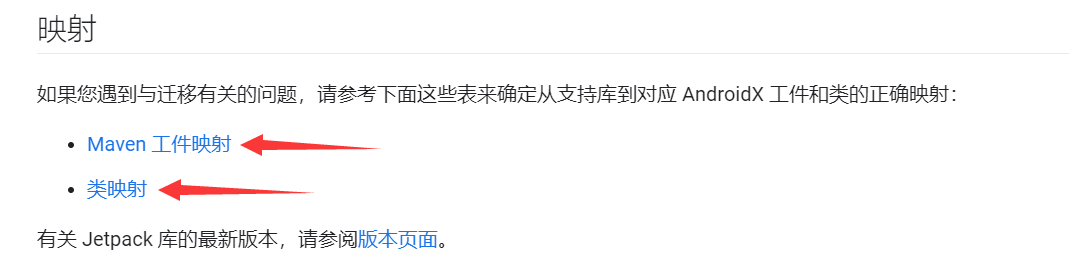 映射
如果您遇到与迁移有关的问题，请参考下面这些表来确定从支持库到对应 AndroidX 工件和类的正确映射：
Maven 工件映射
类映射
有关 Jetpack 库的最新版本，请参阅版本页面。